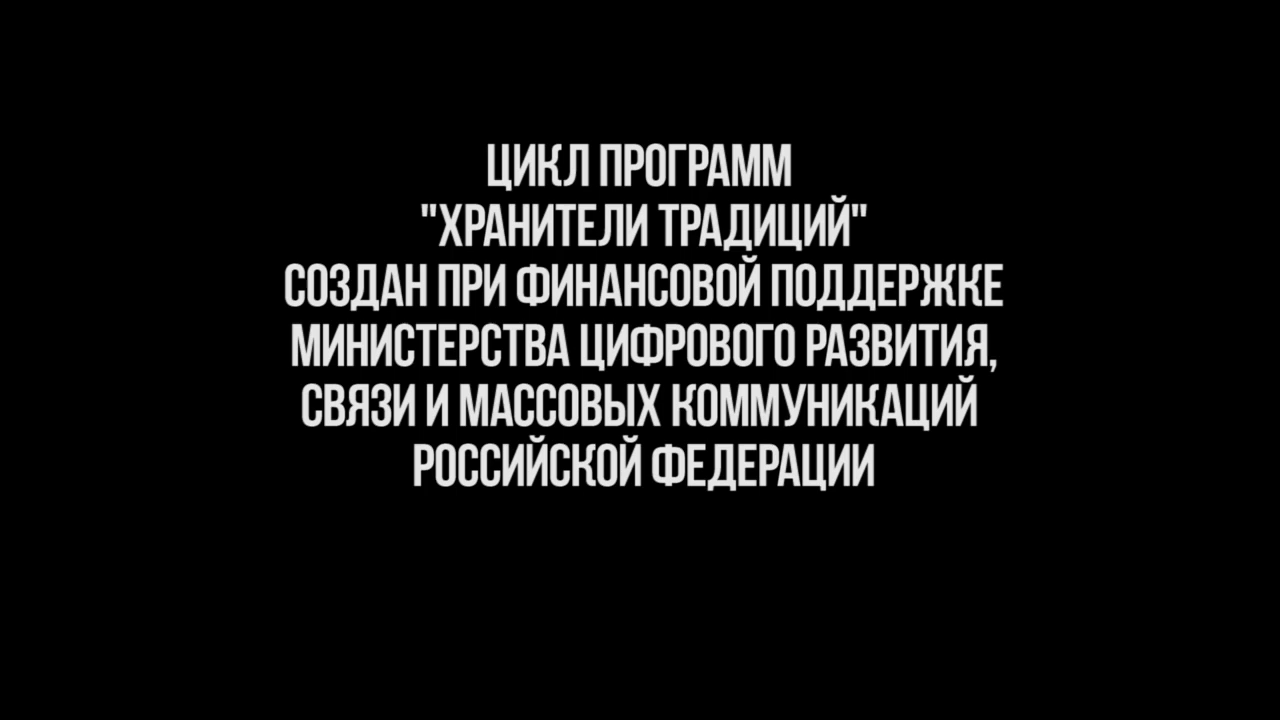 ЦИКЛ ПРОГРАММ
"ХРАНИТЕЛИ ТРАДИЦИЙ"
СОЗДАН ПРИ ФИНАНСОВОЙ ПОДДЕРЖКЕ
МИНИСТЕРСТВА ЦИФРОВОГО РАЗВИТИЯ,
СВЯЗИ И МАССОВЫХ КОММУНИКАЦИЙ
РОССИЙСКОЙ ФЕДЕРАЦИИ